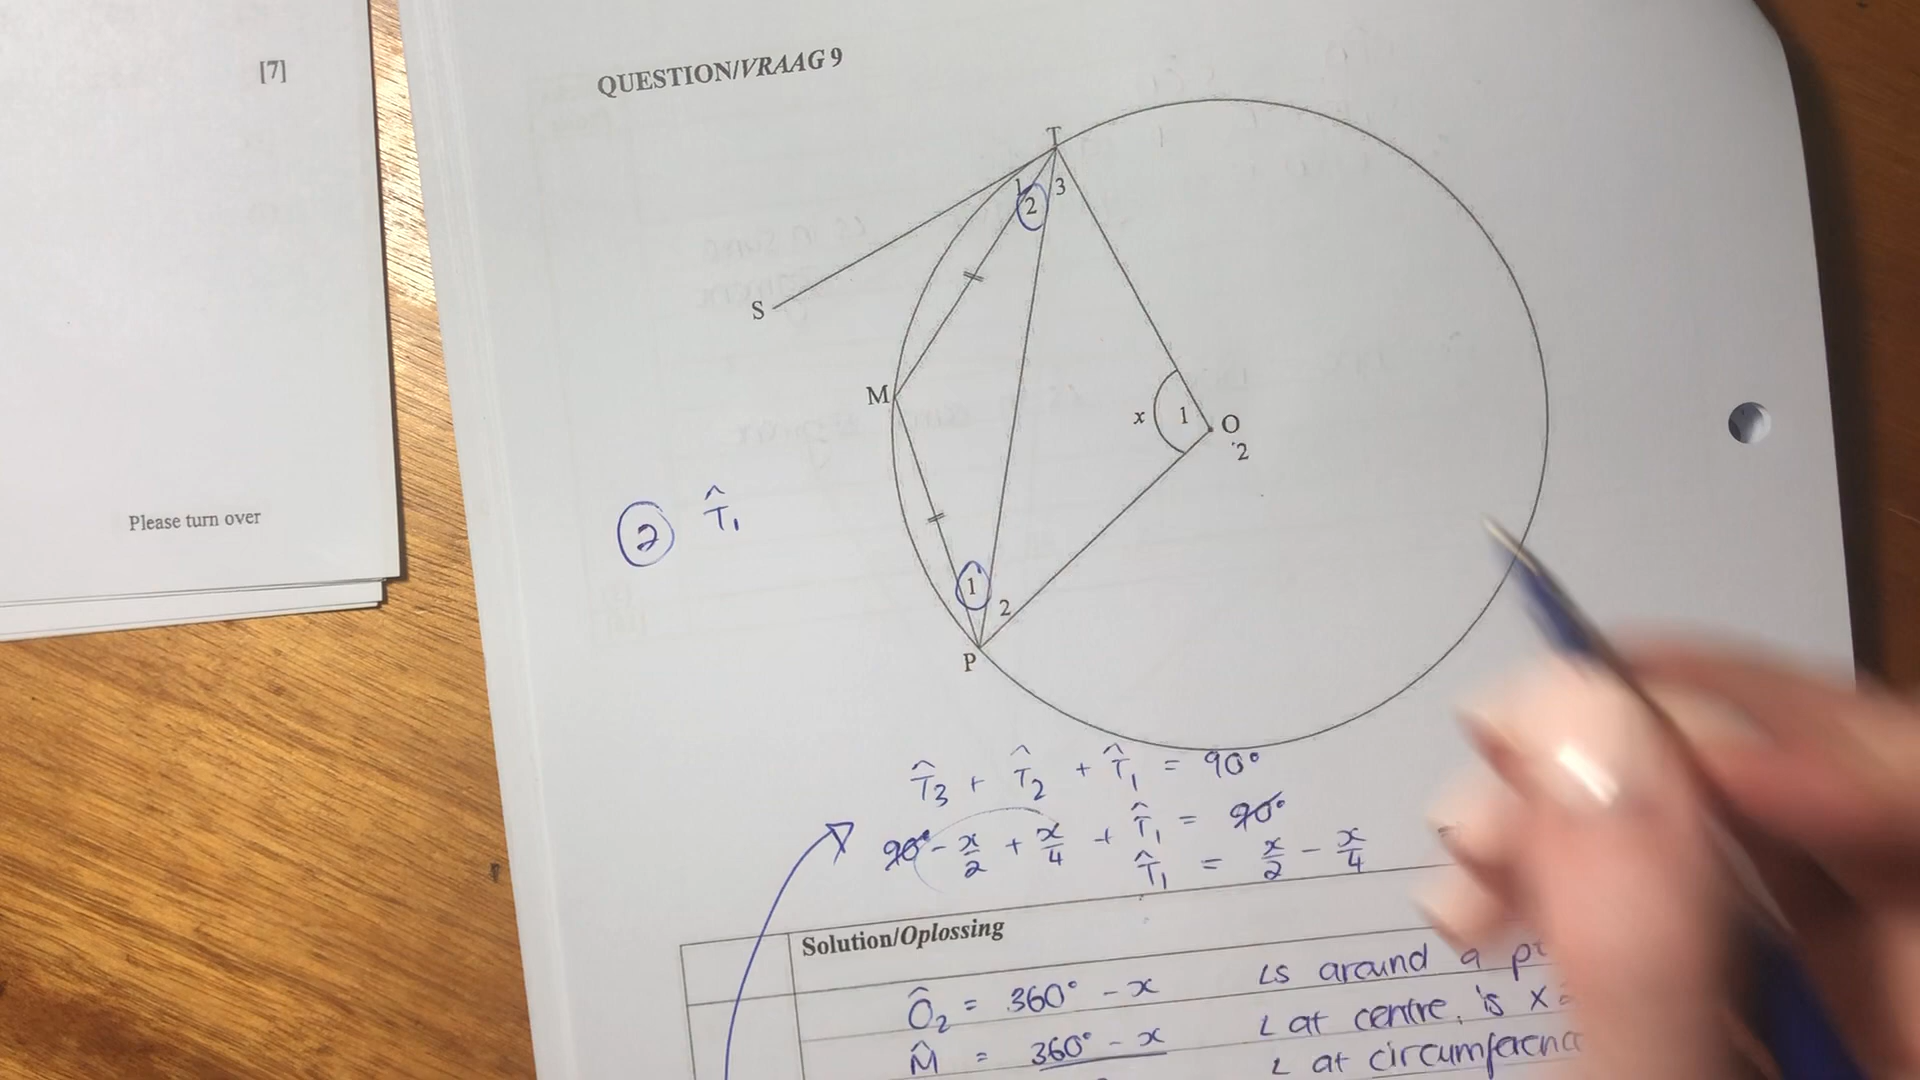 [7]
Please turn over
QUESTION/VRAAG 9
T
1
2
3
S
M
x
1
O
2
② T̂₁
1
2
P
T̂₃ + T̂₂ + T̂₁ = 90°
90° - x/2 + x/4 + T̂₁ = 90°
T̂₁ = x/2 - x/4
Solution/Oplossing
Ô₂ = 360° - x ∠s around a
M̂ = 360° - x ∠ at centre is x
∠ at